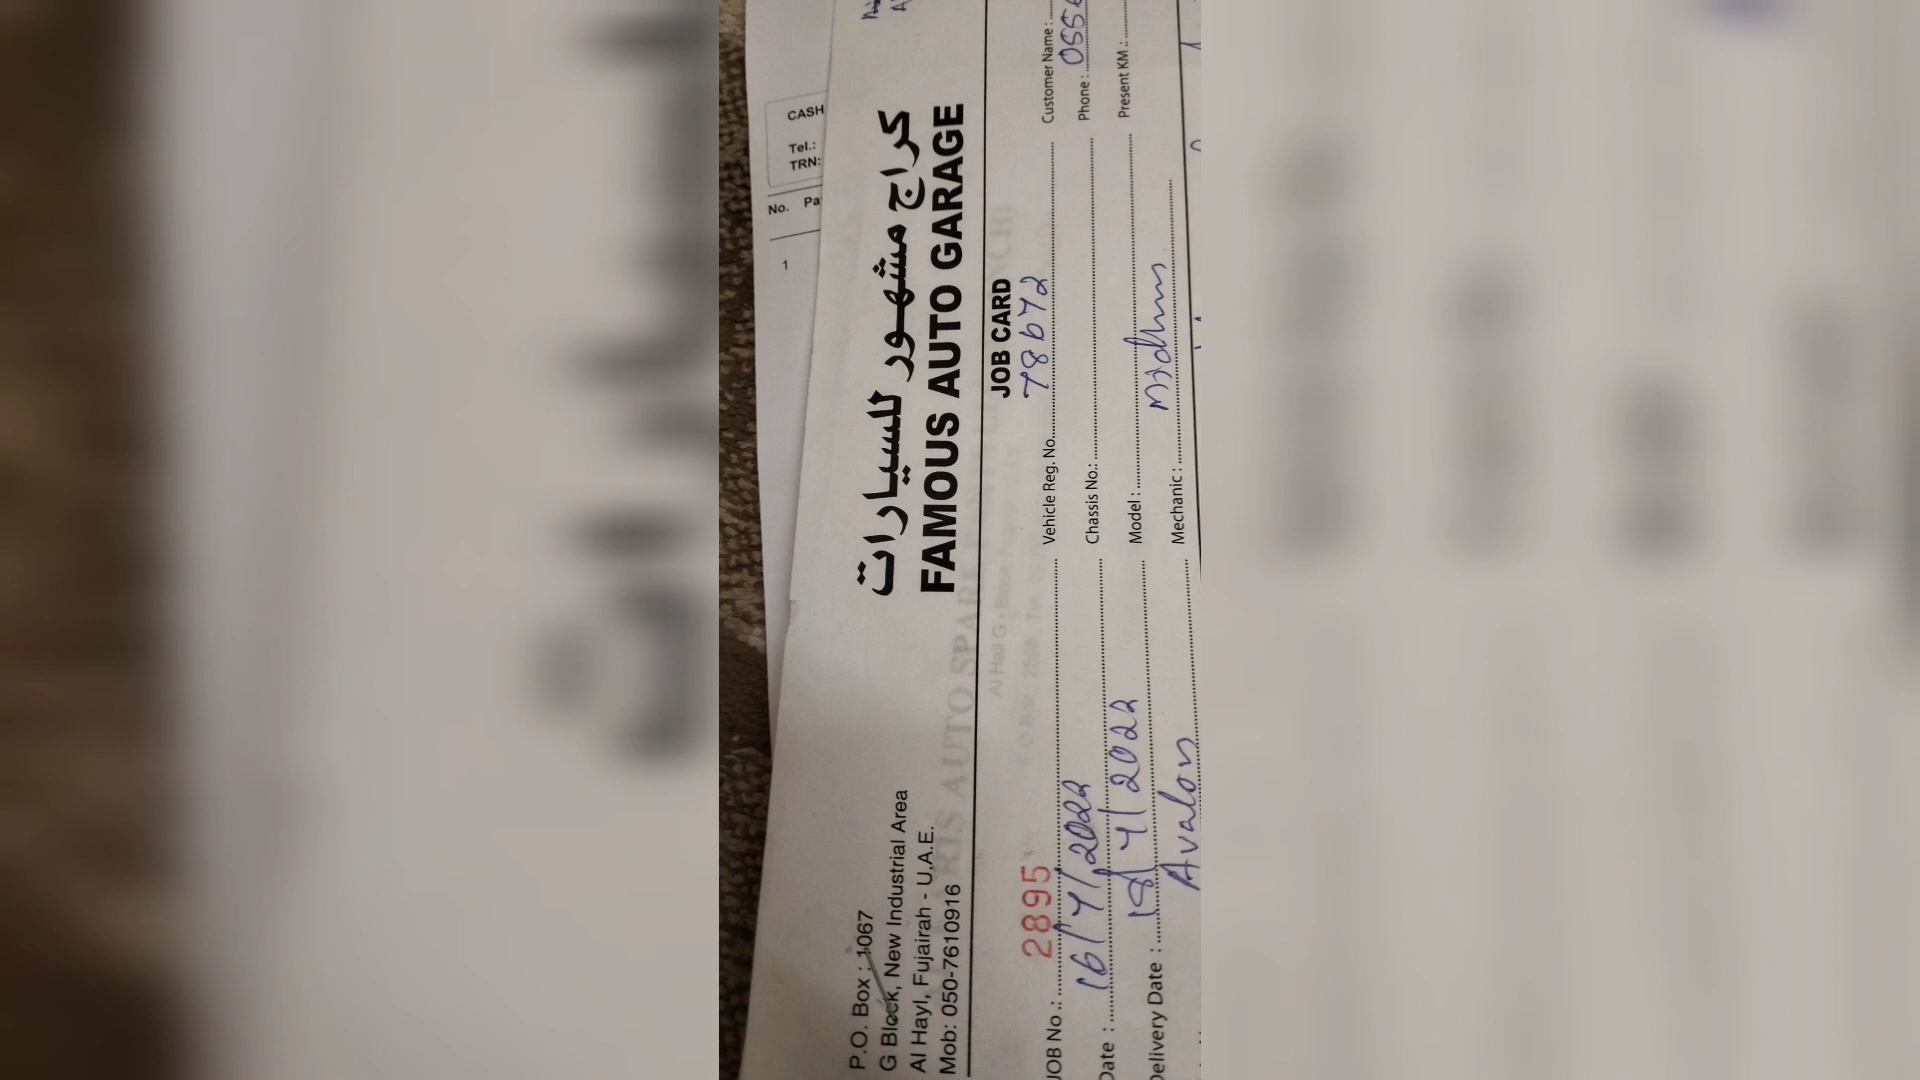 CASH
Tel.:
TRN:
No. Pa
1
كراج مشهور للسيارات
FAMOUS AUTO GARAGE
P.O. Box : 1067
G Block, New Industrial Area
Al Hayl, Fujairah - U.A.E.
Mob: 050-7610916
JOB CARD
JOB No.: 2895
Vehicle Reg. No. 78672
Customer Name :
Date : 16/4/2022
Chassis No.:
Phone : 055
Delivery Date : 18/4/2022
Model :
Present KM :
Avalon
Mechanic :